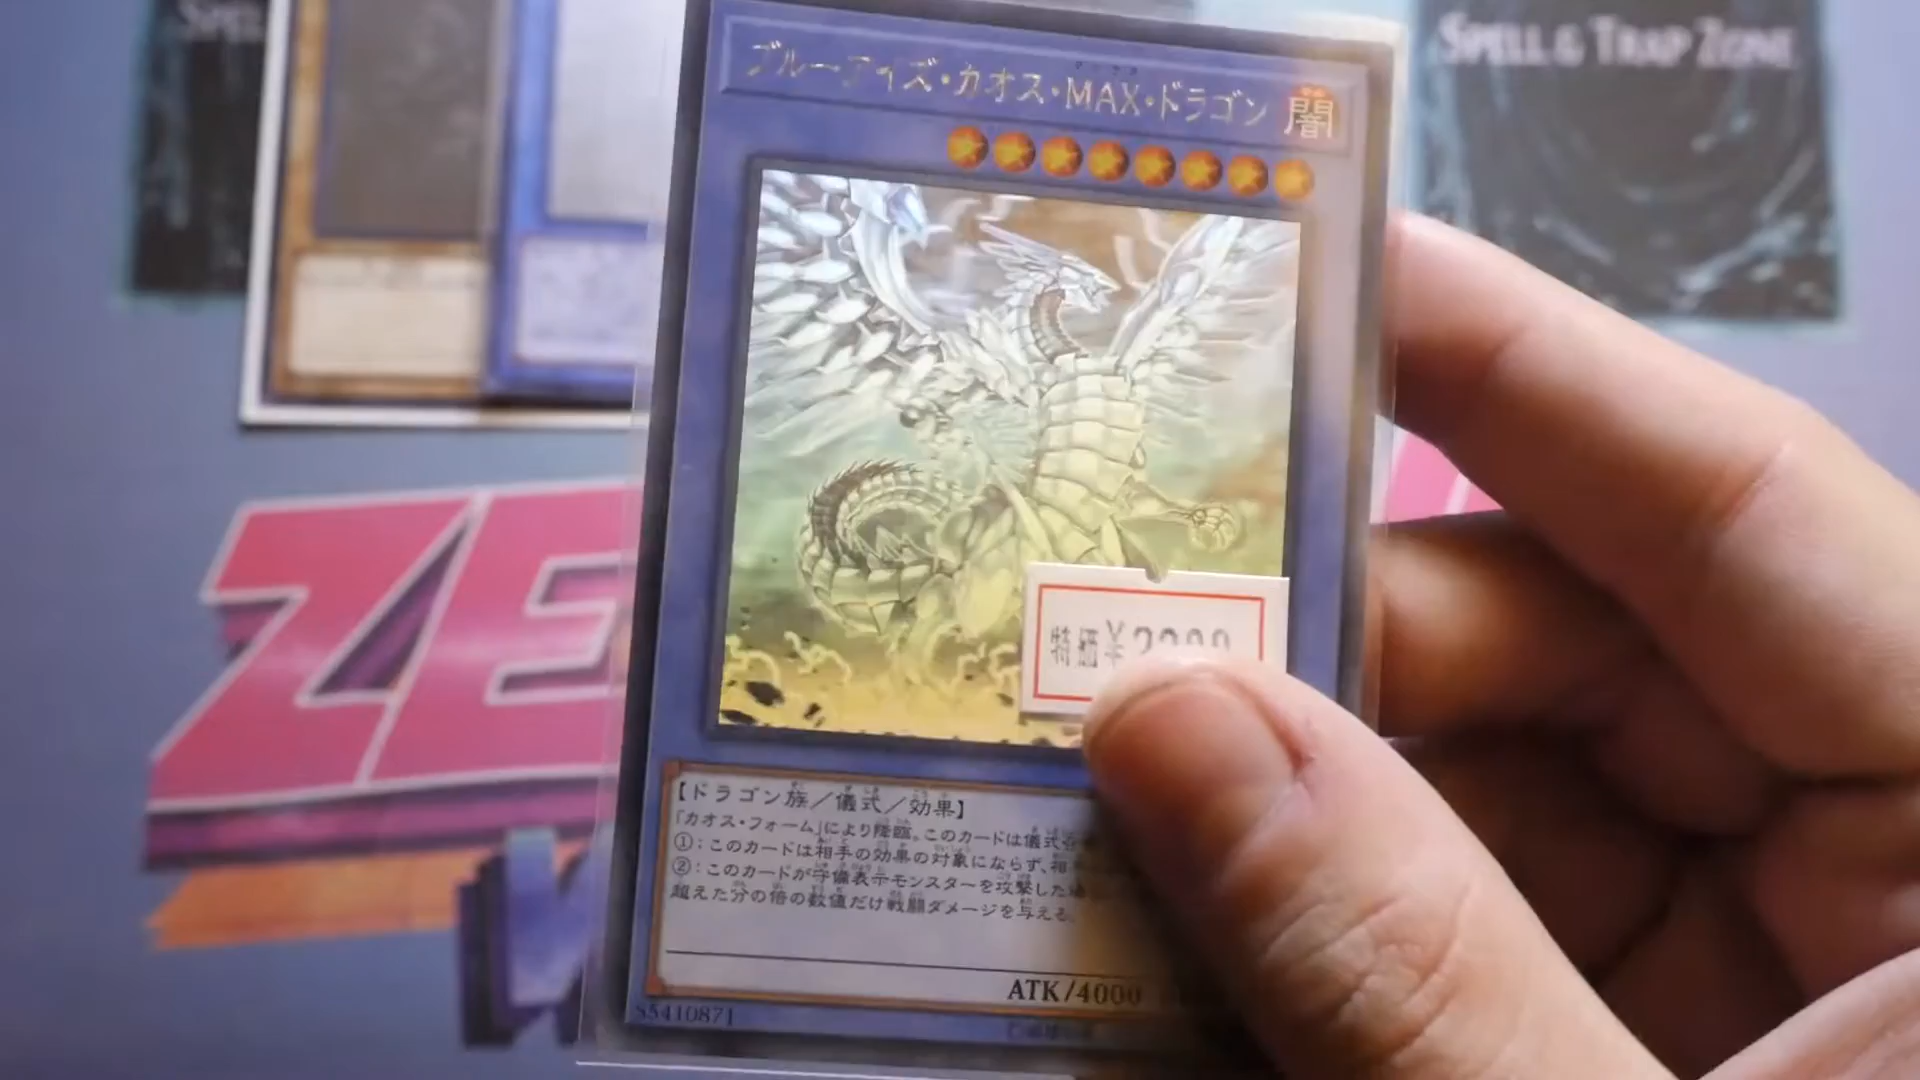 SPELL & TRAP ZONE
ブルーアイズ・カオス・MAX・ドラゴン 闇
特価¥
ZE
【ドラゴン族／儀式／効果】
「カオス・フォーム」により降臨。このカードは儀式
①：このカードは相手の効果の対象にならず、相
②：このカードが守備表示モンスターを攻撃した
超えた分の倍の数値だけ戦闘ダメージを与える。
ATK/4000
55410871